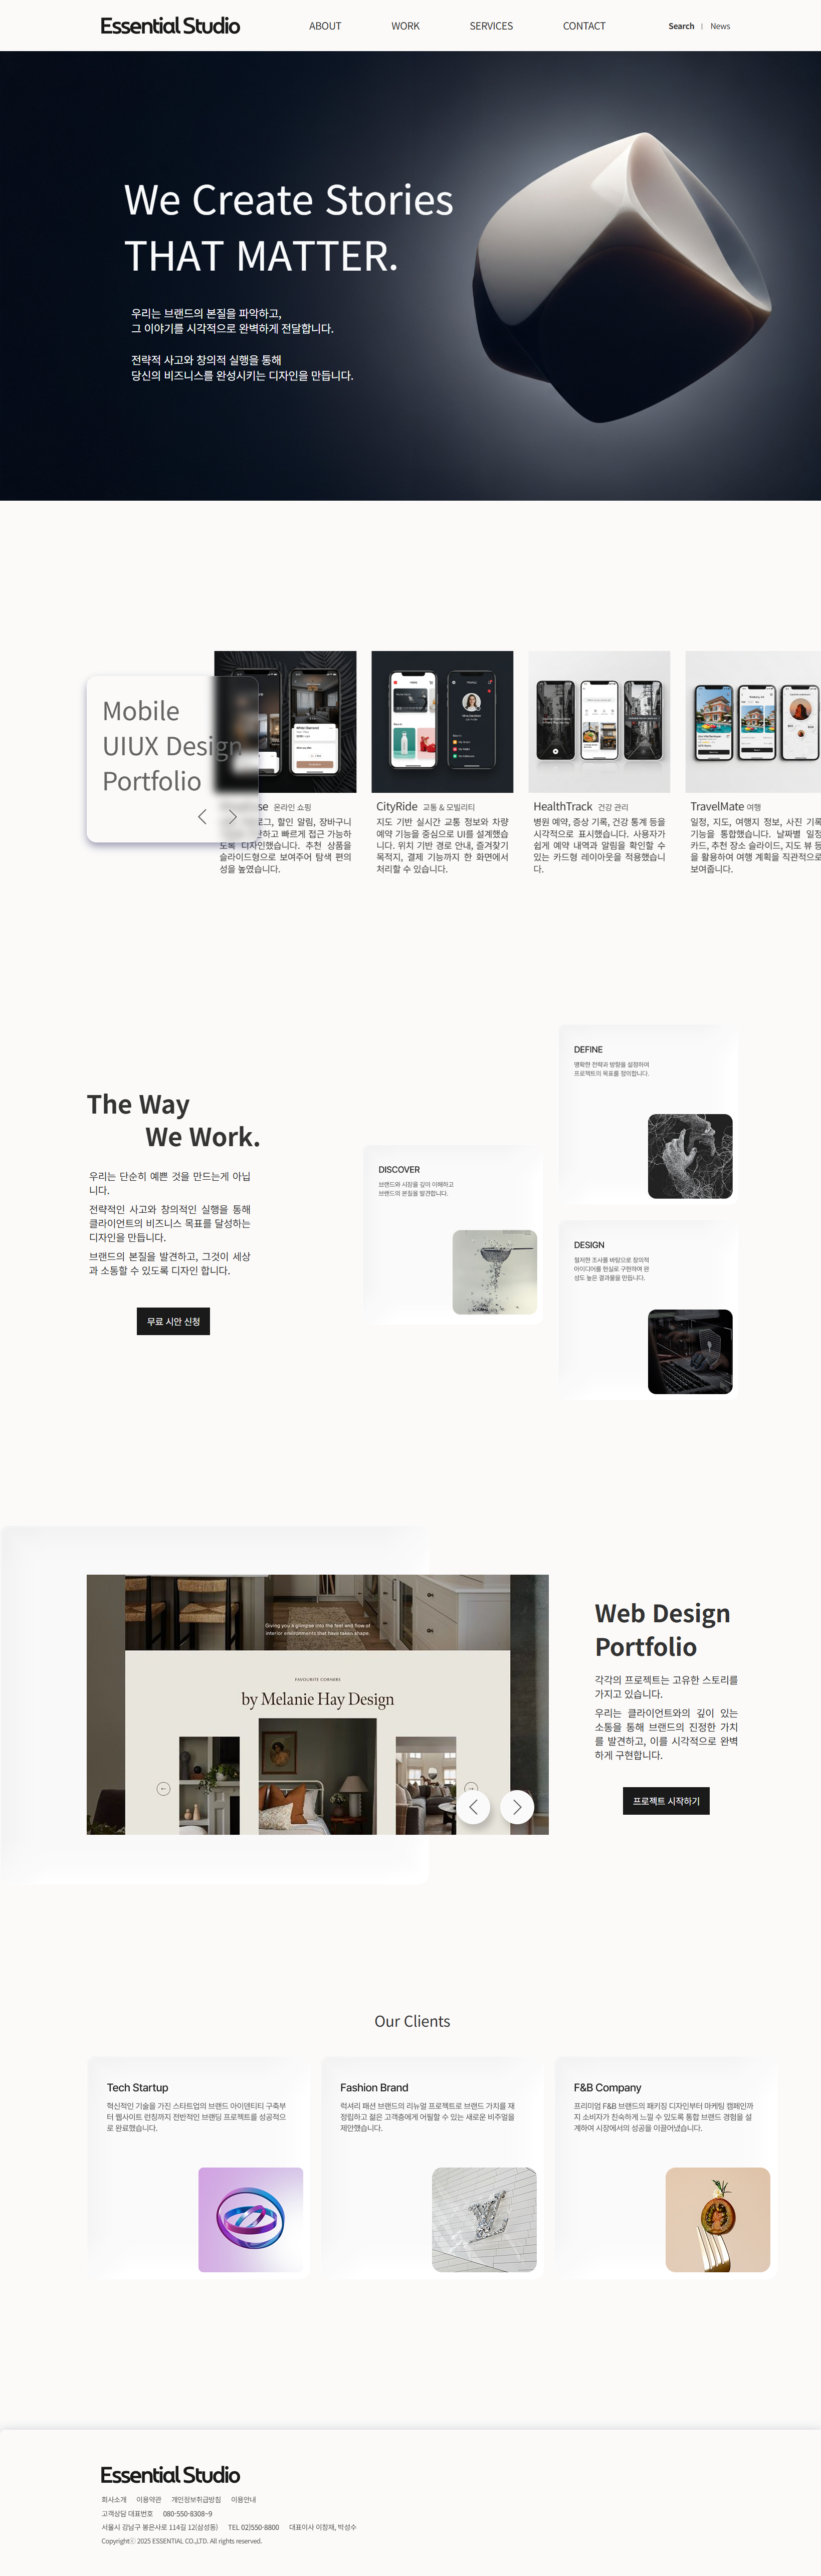 Essential Studio
ABOUT
WORK
SERVICES
CONTACT
Search | News
We Create Stories
THAT MATTER.
우리는 브랜드의 본질을 파악하고,
그 이야기를 시각적으로 완벽하게 전달합니다.
전략적 사고와 창의적 실행을 통해
당신의 비즈니스를 완성시키는 디자인을 만듭니다.
Mobile
UIUX Design
Portfolio
온라인 쇼핑
할인 알림, 장바구니
빠르게 접근 가능하
도록 디자인했습니다. 추천 상품을
슬라이드형으로 보여주어 탐색 편의
성을 높였습니다.
CityRide 교통 & 모빌리티
지도 기반 실시간 교통 정보와 차량
예약 기능을 중심으로 UI를 설계했습
니다. 위치 기반 경로 안내, 즐겨찾기
목적지, 결제 기능까지 한 화면에서
처리할 수 있습니다.
HealthTrack 건강 관리
병원 예약, 증상 기록, 건강 통계 등을
시각적으로 표시했습니다. 사용자가
쉽게 예약 내역과 알림을 확인할 수
있는 카드형 레이아웃을 적용했습니
다.
TravelMate 여행
일정, 지도, 여행지 정보, 사진 기록
기능을 통합했습니다. 날짜별 일정
카드, 추천 장소 슬라이드, 지도 뷰 등
을 활용하여 여행 계획을 직관적으로
보여줍니다.
The Way
We Work.
우리는 단순히 예쁜 것을 만드는게 아닙
니다.
전략적인 사고와 창의적인 실행을 통해
클라이언트의 비즈니스 목표를 달성하는
디자인을 만듭니다.
브랜드의 본질을 발견하고, 그것이 세상
과 소통할 수 있도록 디자인 합니다.
무료 시안 신청
DISCOVER
브랜드와 시장을 깊이 이해하고
브랜드의 본질을 발견합니다.
DEFINE
명확한 전략과 방향을 설정하여
프로젝트의 목표를 정의합니다.
DESIGN
철저한 조사를 바탕으로 창의적
아이디어를 현실로 구현하여 완
성도 높은 결과물을 만듭니다.
Giving you a glimpse into the feel and flow of
interior environments that have taken shape.
FAVOURITE CORNERS
by Melanie Hay Design
Web Design
Portfolio
각각의 프로젝트는 고유한 스토리를
가지고 있습니다.
우리는 클라이언트와의 깊이 있는
소통을 통해 브랜드의 진정한 가치
를 발견하고, 이를 시각적으로 완벽
하게 구현합니다.
프로젝트 시작하기
Our Clients
Tech Startup
혁신적인 기술을 가진 스타트업의 브랜드 아이덴티티 구축부
터 웹사이트 런칭까지 전반적인 브랜딩 프로젝트를 성공적으
로 완료했습니다.
Fashion Brand
럭셔리 패션 브랜드의 리뉴얼 프로젝트로 브랜드 가치를 재
정립하고 젊은 고객층에게 어필할 수 있는 새로운 비주얼을
제안했습니다.
F&B Company
프리미엄 F&B 브랜드의 패키징 디자인부터 마케팅 캠페인까
지 소비자가 친숙하게 느낄 수 있도록 통합 브랜드 경험을 설
계하여 시장에서의 성공을 이끌어냈습니다.
Essential Studio
회사소개 이용약관 개인정보취급방침 이용안내
고객상담 대표번호 080-550-8308~9
서울시 강남구 봉은사로 114길 12(삼성동) TEL 02)550-8800 대표이사 이창재, 박성수
Copyrightⓒ 2025 ESSENTIAL CO.,LTD. All rights reserved.